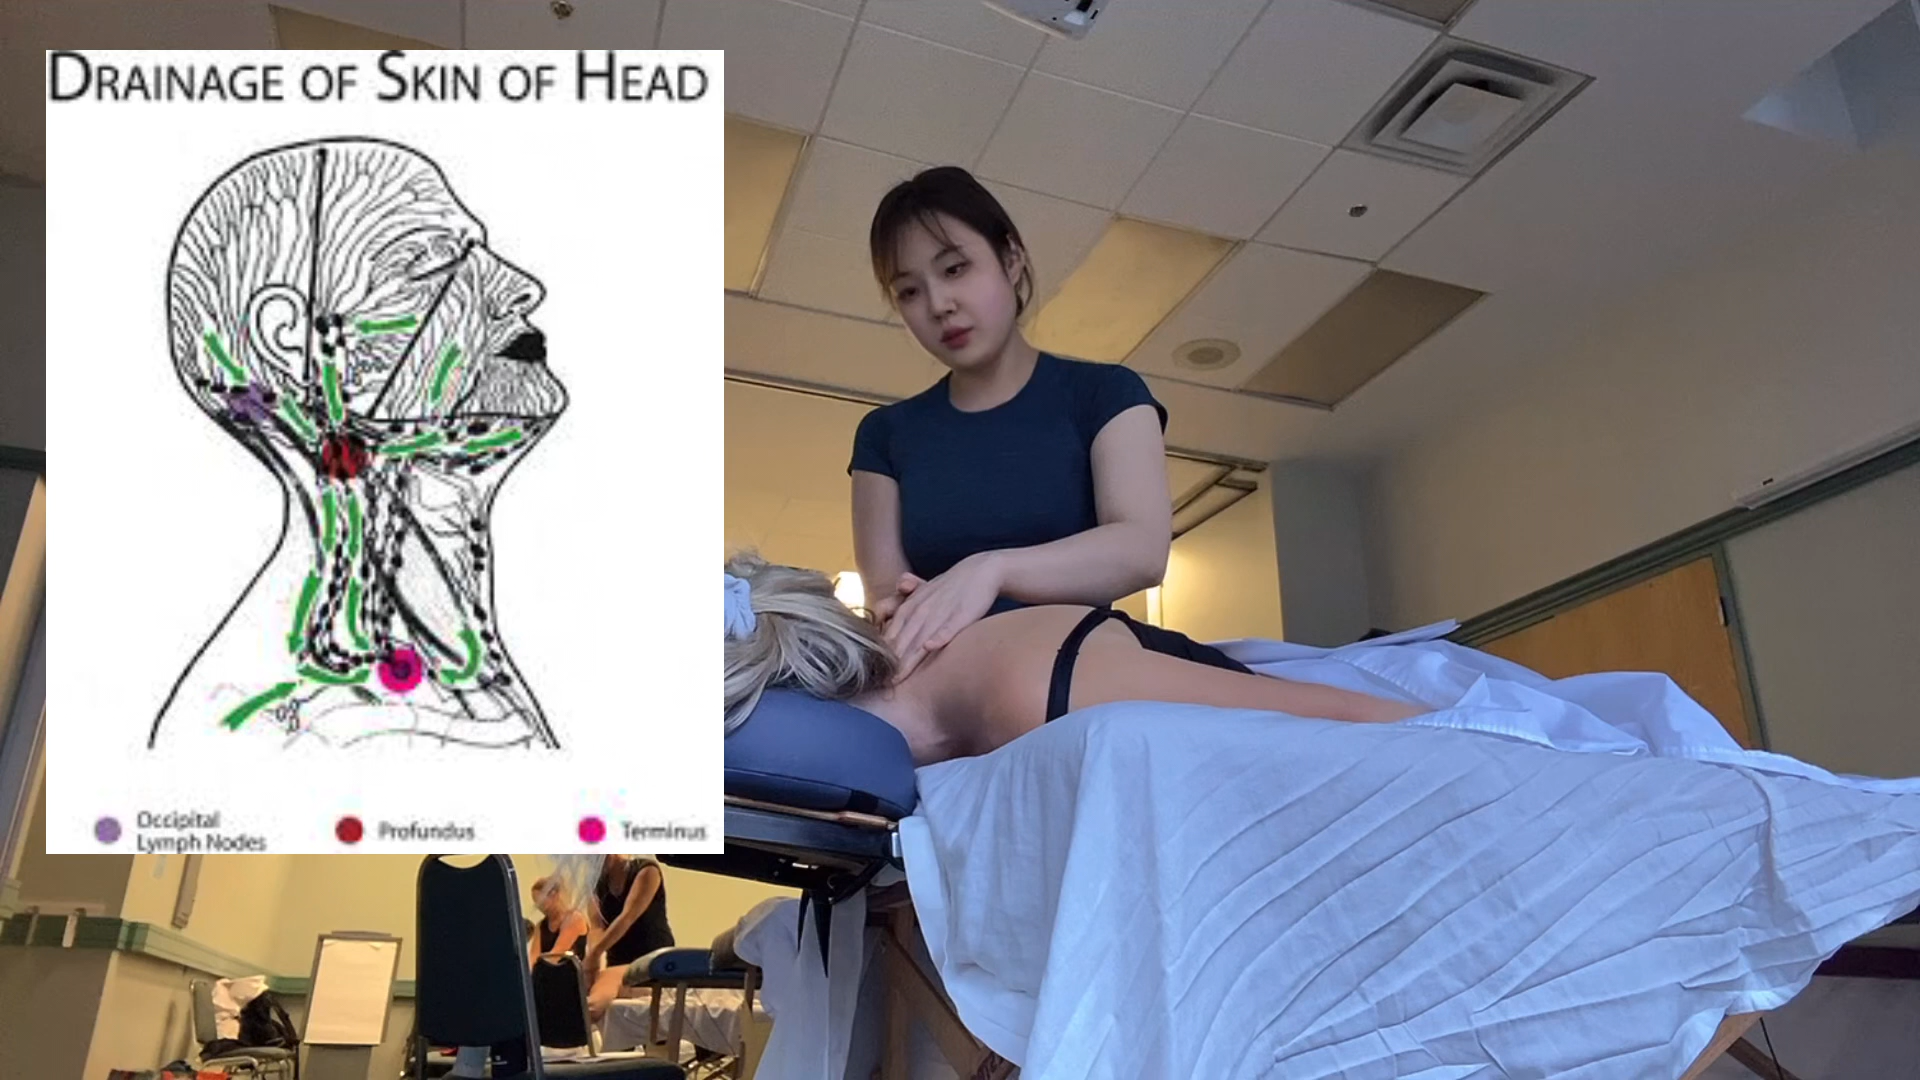 DRAINAGE OF SKIN OF HEAD
Occipital
Lymph Nodes
Profundus
Terminus